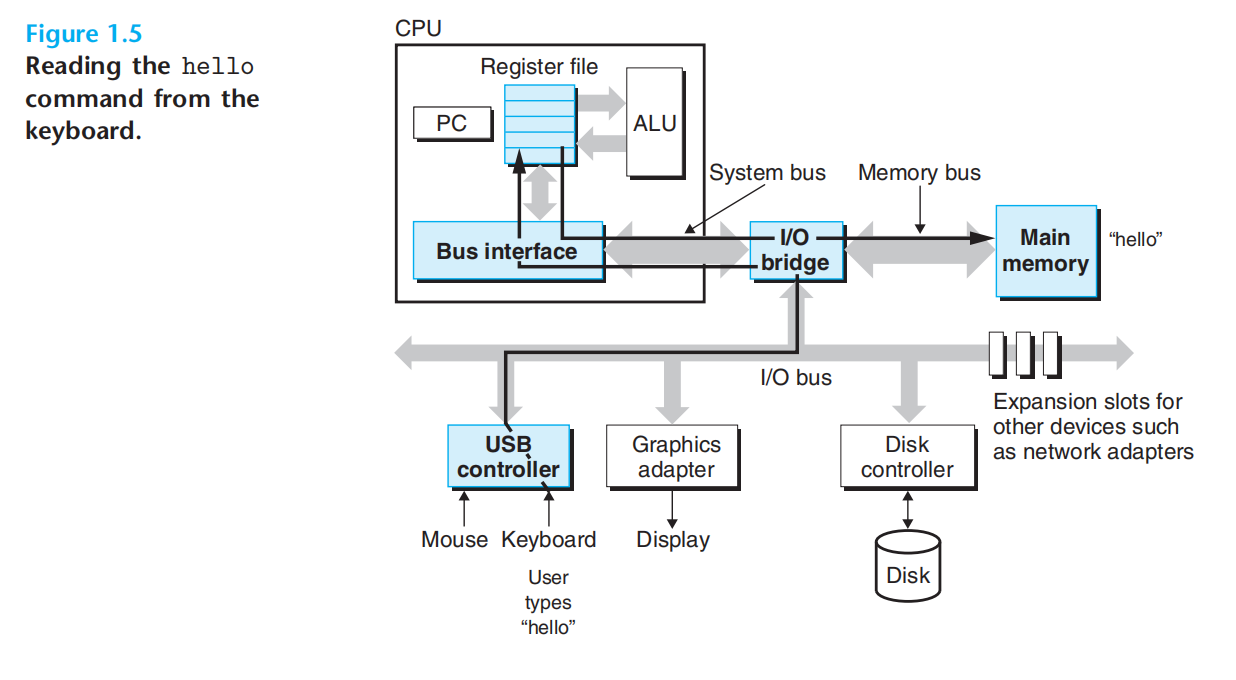 Figure 1.5
Reading the hello
command from the
keyboard.
CPU
Register file
PC
ALU
System bus
Memory bus
Bus interface
I/O
bridge
Main
memory
“hello”
I/O bus
Expansion slots for
other devices such
as network adapters
USB
controller
Graphics
adapter
Disk
controller
Mouse
Keyboard
Display
Disk
User
types
“hello”